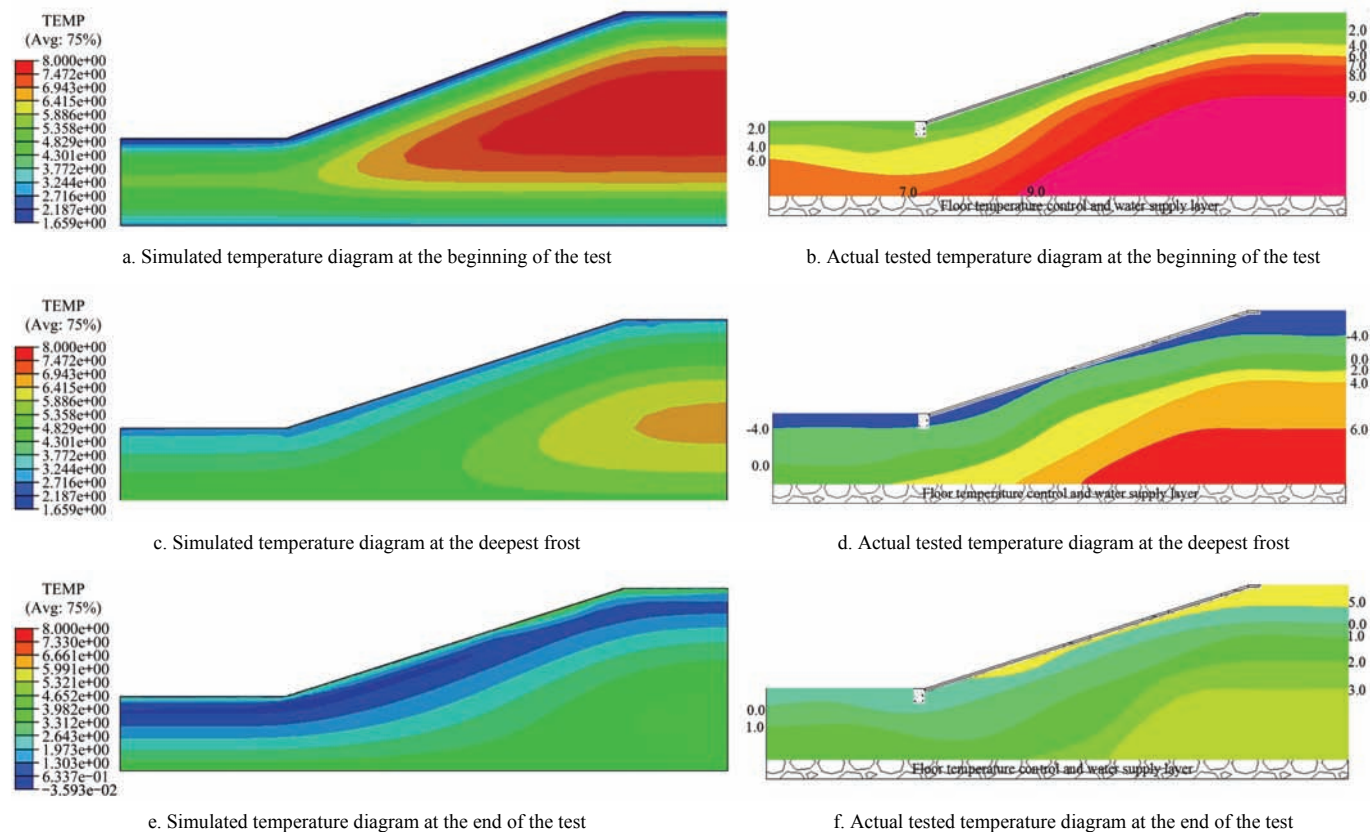 TEMP
(Avg: 75%)
8.000e+00
7.472e+00
6.943e+00
6.415e+00
5.886e+00
5.358e+00
4.829e+00
4.301e+00
3.772e+00
3.244e+00
2.716e+00
2.187e+00
1.659e+00
2.0
4.0
6.0
7.0
8.0
9.0
2.0
4.0
6.0
7.0
9.0
Floor temperature control and water supply layer
a. Simulated temperature diagram at the beginning of the test
b. Actual tested temperature diagram at the beginning of the test
TEMP
(Avg: 75%)
8.000e+00
7.472e+00
6.943e+00
6.415e+00
5.886e+00
5.358e+00
4.829e+00
4.301e+00
3.772e+00
3.244e+00
2.716e+00
2.187e+00
1.659e+00
-4.0
0.0
2.0
4.0
6.0
-4.0
0.0
Floor temperature control and water supply layer
c. Simulated temperature diagram at the deepest frost
d. Actual tested temperature diagram at the deepest frost
TEMP
(Avg: 75%)
8.000e+00
7.330e+00
6.661e+00
5.991e+00
5.321e+00
4.652e+00
3.982e+00
3.312e+00
2.643e+00
1.973e+00
1.303e+00
6.337e−01
−3.593e−02
5.0
0.0
1.0
2.0
3.0
0.0
1.0
Floor temperature control and water supply layer
e. Simulated temperature diagram at the end of the test
f. Actual tested temperature diagram at the end of the test